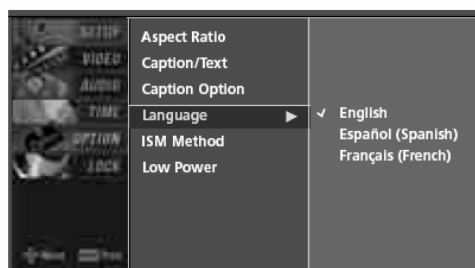 SETUP
VIDEO
AUDIO
TIME
OPTION
LOCK
Aspect Ratio
Caption/Text
Caption Option
Language ▶
ISM Method
Low Power
✓ English
Español (Spanish)
Français (French)